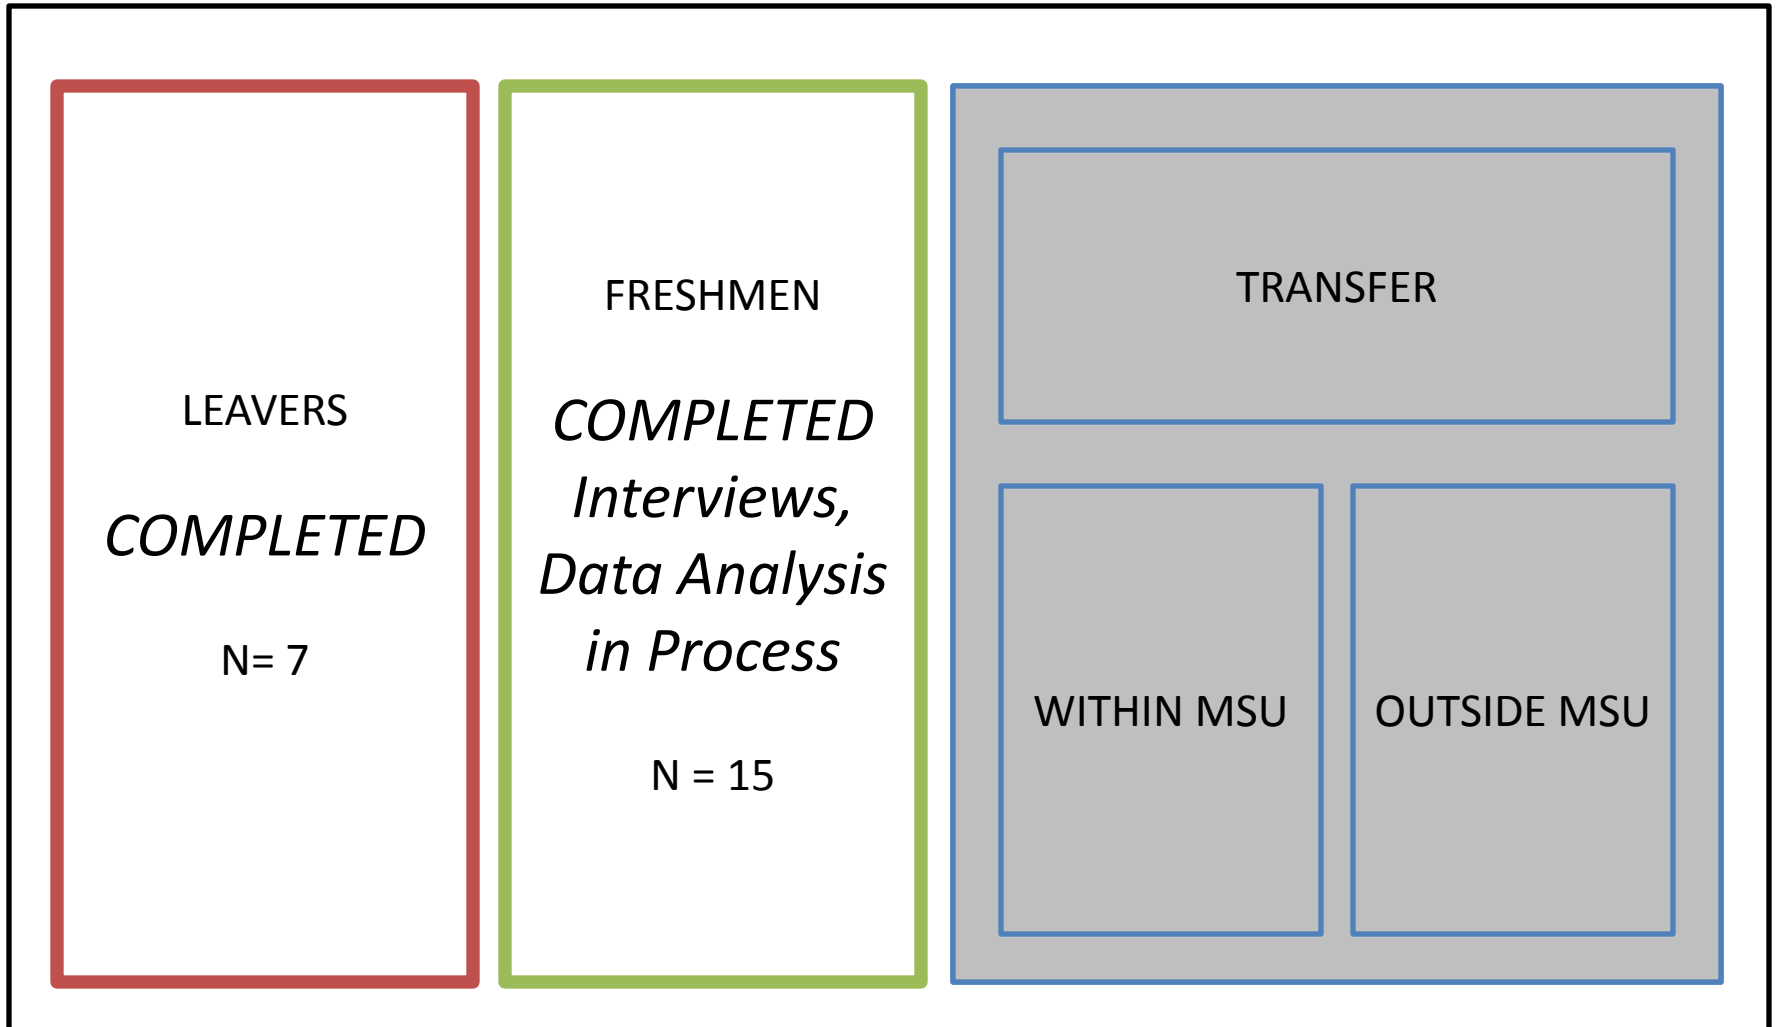 LEAVERS
COMPLETED
N= 7
FRESHMEN
COMPLETED
Interviews,
Data Analysis
in Process
N = 15
TRANSFER
WITHIN MSU
OUTSIDE MSU